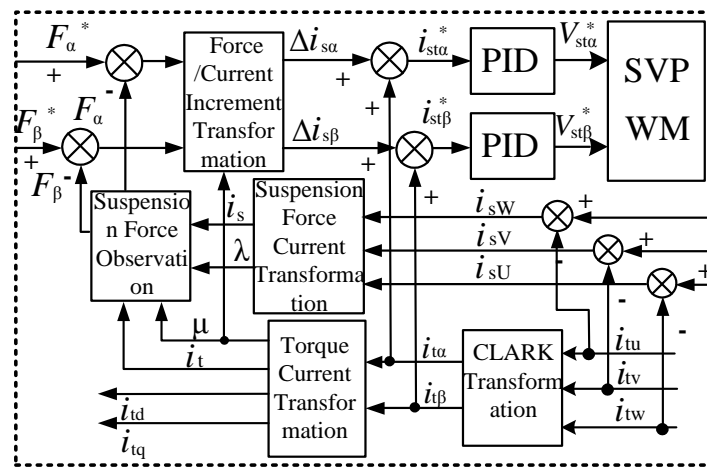 Fα*
+
-
Force
/Current
Increment
Transfor
mation
Δisα
+
+
istα*
PID
Vstα*
SVP
WM
Fβ*
+
Fα
-
Fβ
Δisβ
+
+
istβ*
PID
Vstβ*
Suspensio
n Force
Observati
on
is
λ
Suspension
Force
Current
Transforma
tion
isW
+
-
isV
+
-
isU
+
-
μ
it
itd
itq
Torque
Current
Transfor
mation
itα
itβ
CLARK
Transform
ation
itu
itv
itw